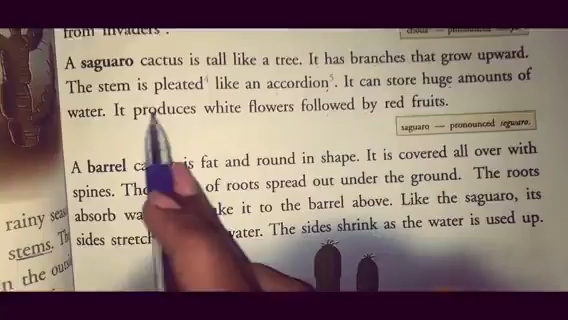 from invaders .
A saguaro cactus is tall like a tree. It has branches that grow upward.
The stem is pleated⁴ like an accordion⁵. It can store huge amounts of
water. It produces white flowers followed by red fruits.
saguaro — pronounced seguaro.
A barrel is fat and round in shape. It is covered all over with
spines. of roots spread out under the ground. The roots
absorb it to the barrel above. Like the saguaro, its
sides water. The sides shrink as the water is used up.
rainy
stems.
n the